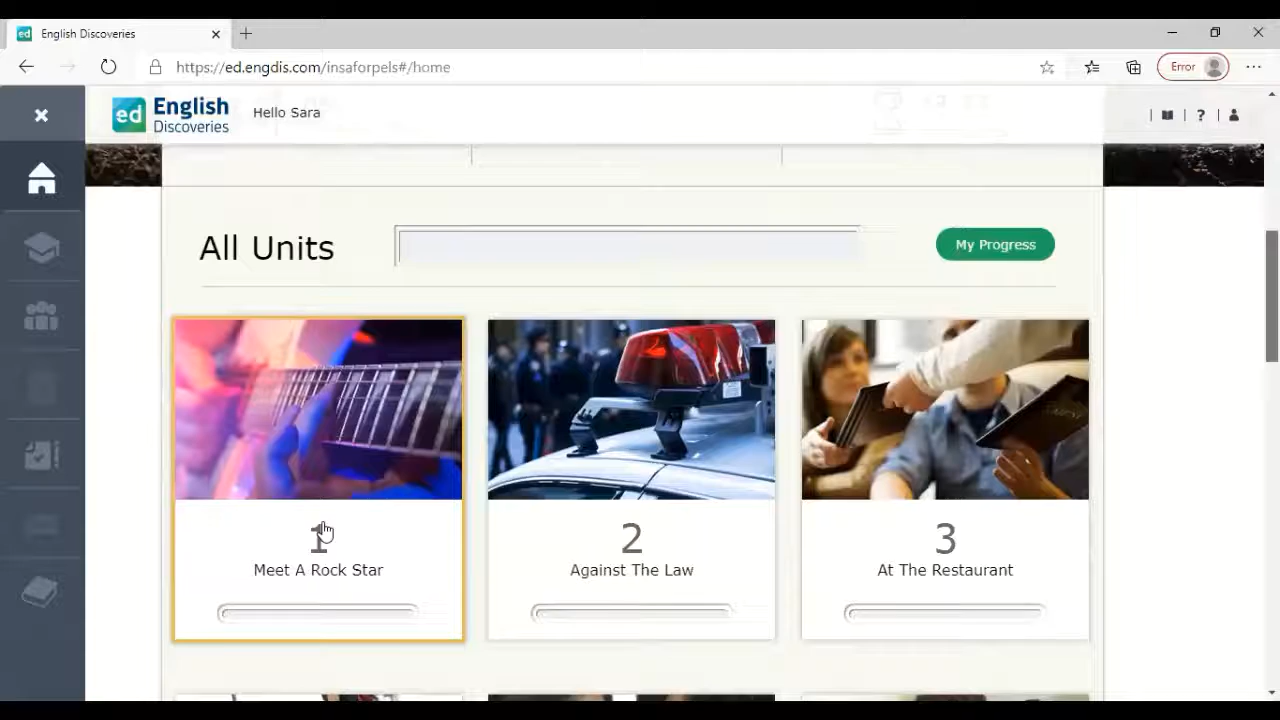 English Discoveries
https://ed.engdis.com/insaforpels#/home
Error
ed English Discoveries
Hello Sara
?
All Units
My Progress
1
Meet A Rock Star
2
Against The Law
3
At The Restaurant